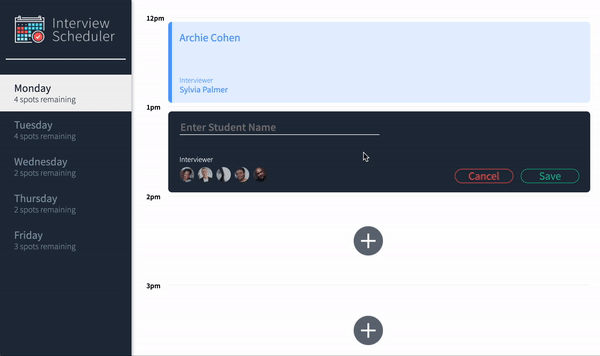 Interview
Scheduler
Monday
4 spots remaining
Tuesday
4 spots remaining
Wednesday
2 spots remaining
Thursday
2 spots remaining
Friday
3 spots remaining
12pm
Archie Cohen
Interviewer
Sylvia Palmer
1pm
Enter Student Name
Interviewer
Cancel
Save
2pm
3pm